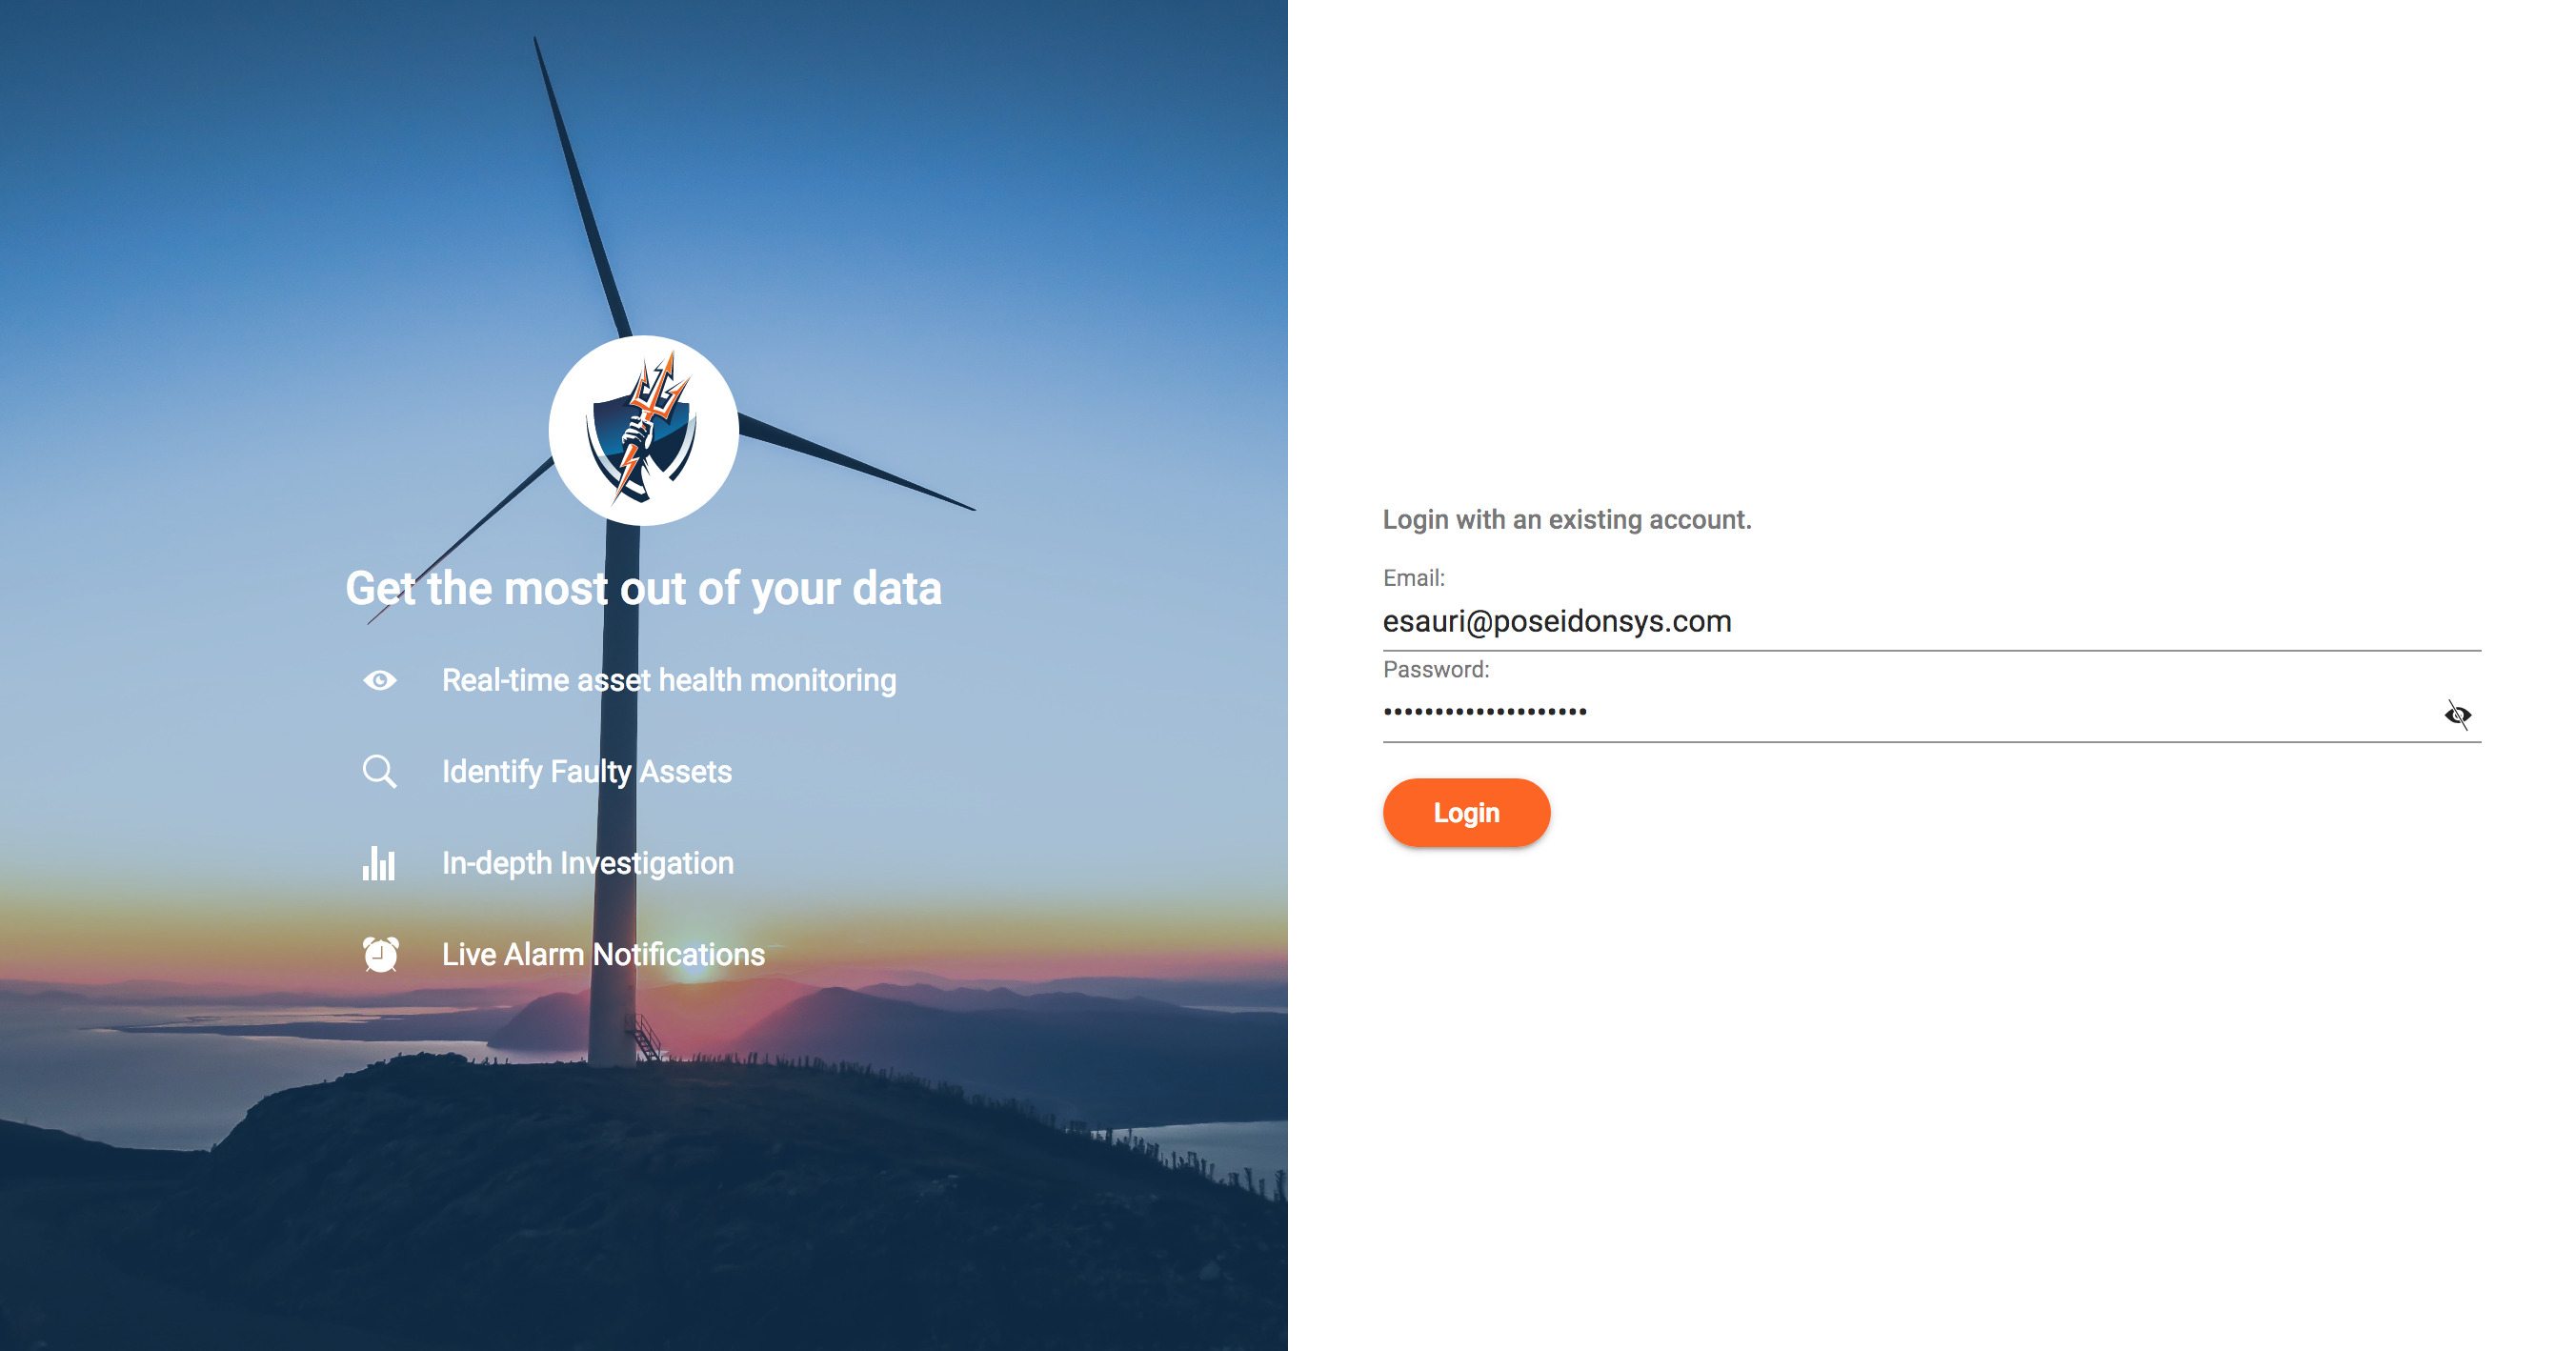 Get the most out of your data
Real-time asset health monitoring
Identify Faulty Assets
In-depth Investigation
Live Alarm Notifications
Login with an existing account.
Email:
esauri@poseidonsys.com
Password:
••••••••••••••••••••
Login